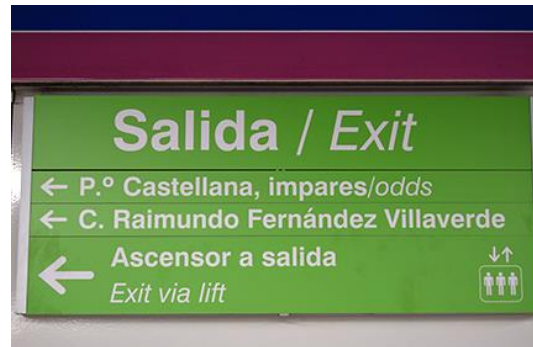 Salida / Exit
← P.º Castellana, impares/odds
← C. Raimundo Fernández Villaverde
← Ascensor a salida
Exit via lift